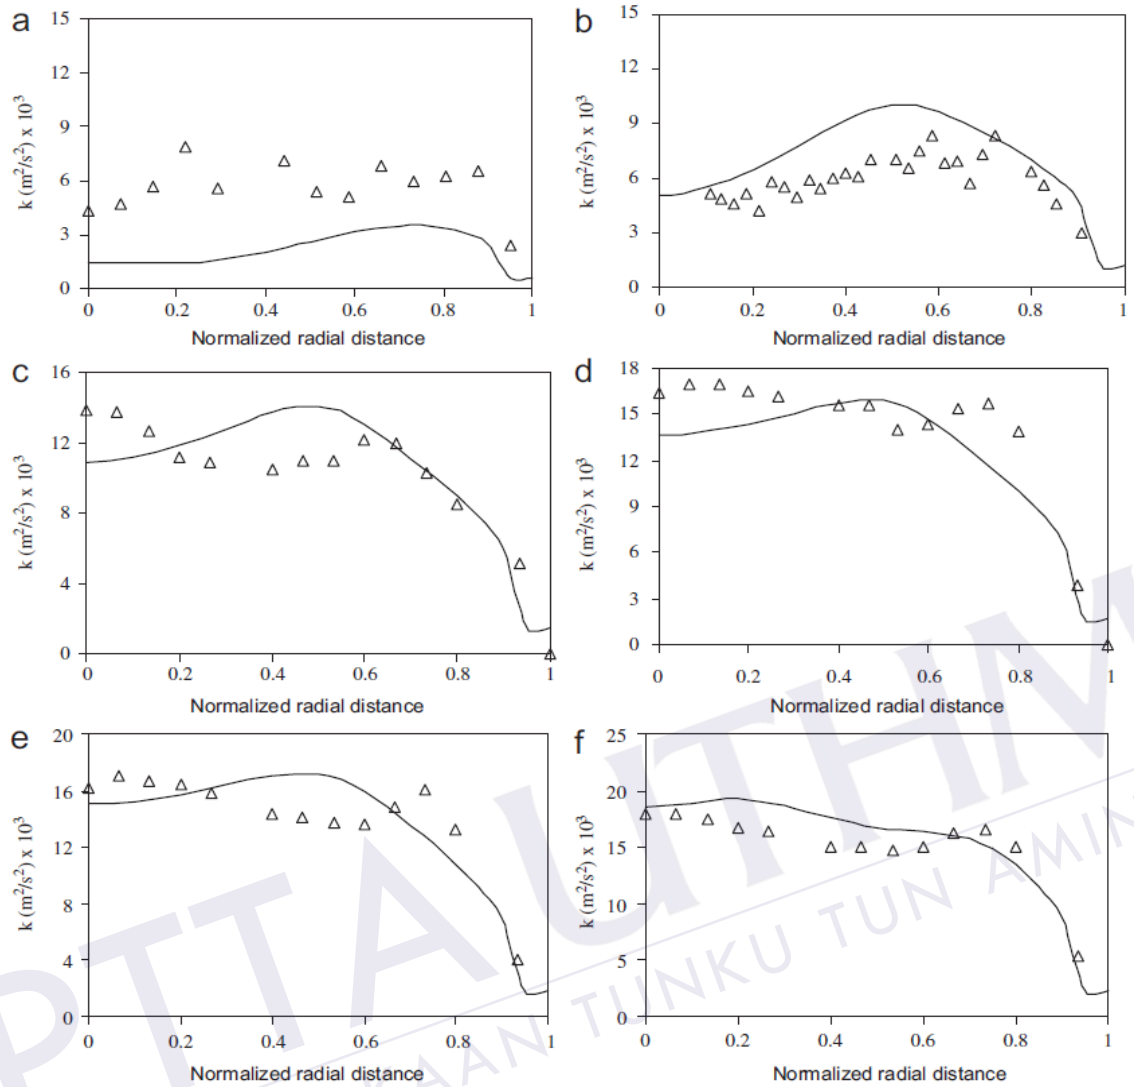 a
15
12
9
6
3
0
k (m²/s²) x 10³
0 0.2 0.4 0.6 0.8 1
Normalized radial distance
b
15
12
9
6
3
0
k (m²/s²) x 10³
0 0.2 0.4 0.6 0.8 1
Normalized radial distance
c
16
12
8
4
0
k (m²/s²) x 10³
0 0.2 0.4 0.6 0.8 1
Normalized radial distance
d
18
15
12
9
6
3
0
k (m²/s²) x 10³
0 0.2 0.4 0.6 0.8 1
Normalized radial distance
e
20
16
12
8
4
0
k (m²/s²) x 10³
0 0.2 0.4 0.6 0.8 1
Normalized radial distance
f
25
20
15
10
5
0
k (m²/s²) x 10³
0 0.2 0.4 0.6 0.8 1
Normalized radial distance
PTTA UTHM
KAAN TUNKU TUN AMIN